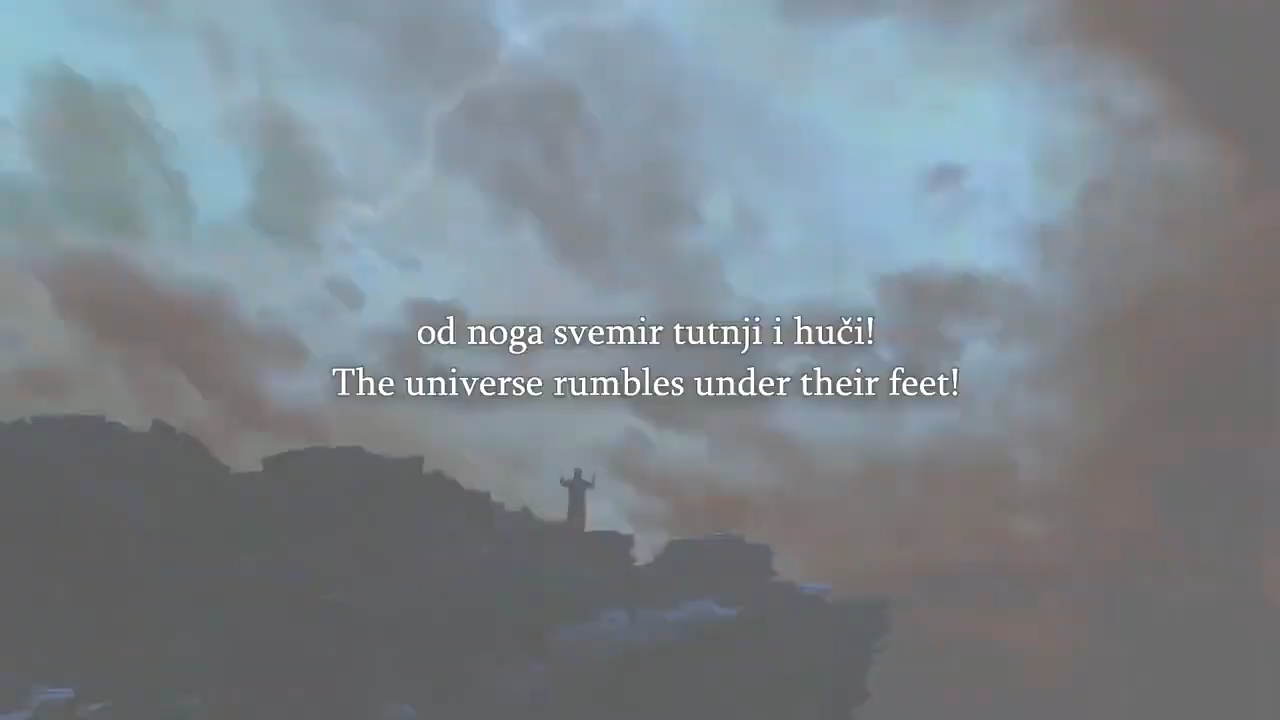 od noga svemir tutnji i huči!
The universe rumbles under their feet!